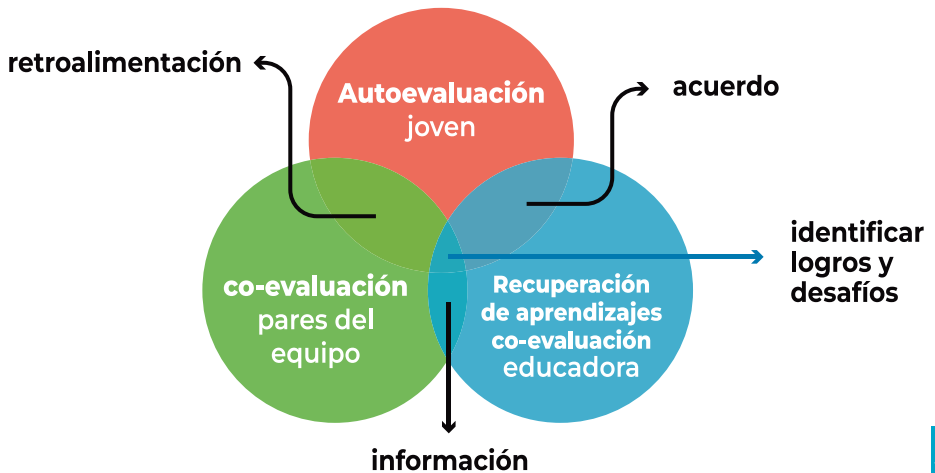 retroalimentación
Autoevaluación
joven
acuerdo
identificar
logros y
desafíos
co-evaluación
pares del
equipo
Recuperación
de aprendizajes
co-evaluación
educadora
información